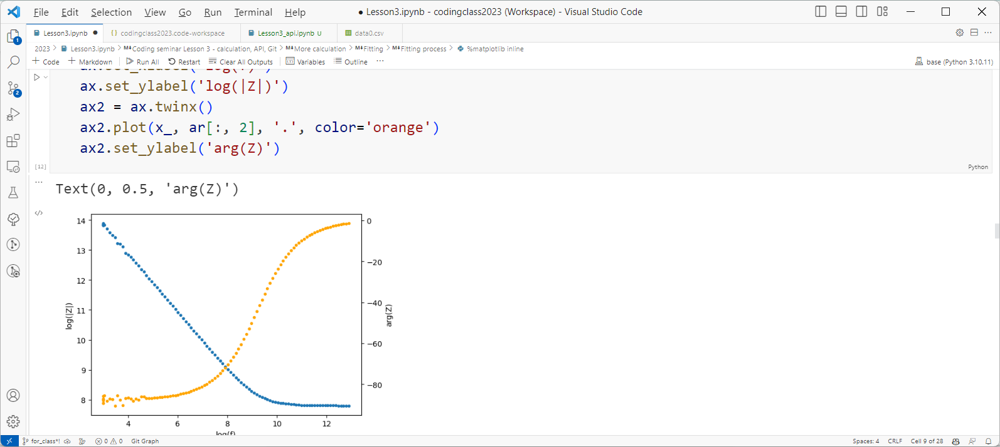 File Edit Selection View Go Run Terminal Help ● Lesson3.ipynb - codingclass2023 (Workspace) - Visual Studio Code
Lesson3.ipynb ● {} codingclass2023.code-workspace Lesson3_api.ipynb U data0.csv
2023 > Lesson3.ipynb > M↓Coding seminar Lesson 3 - calculation, API, Git > M↓More calculation > M↓Fitting > M↓Fitting process > %matplotlib inline
+ Code + Markdown Run All Restart Clear All Outputs Variables Outline ··· base (Python 3.10.11)
ax.set_ylabel('log(|Z|)')
ax2 = ax.twinx()
ax2.plot(x_, ar[:, 2], '.', color='orange')
ax2.set_ylabel('arg(Z)')
[12] Python
Text(0, 0.5, 'arg(Z)')
14
13
12
11
10
9
8
log(|Z|)
0
−20
−40
−60
−80
arg(Z)
4 6 8 10 12
log(f)
1
2
for_class*! 0 0 Git Graph Spaces: 4 CRLF Cell 9 of 28